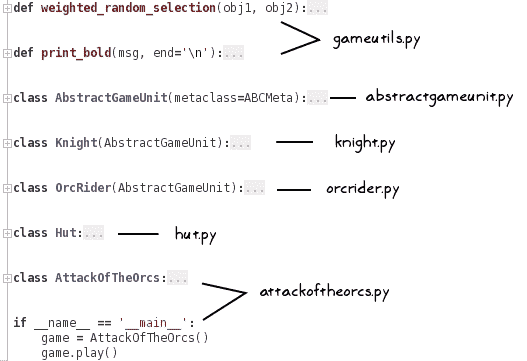 def weighted_random_selection(obj1, obj2):...
gameutils.py
def print_bold(msg, end='\n'):...
class AbstractGameUnit(metaclass=ABCMeta):... abstractgameunit.py
class Knight(AbstractGameUnit):... knight.py
class OrcRider(AbstractGameUnit):... orcrider.py
class Hut:... hut.py
class AttackOfTheOrcs:...
attackoftheorcs.py
if __name__ == '__main__':
game = AttackOfTheOrcs()
game.play()